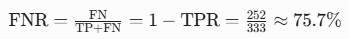 FNR = FN / TP+FN = 1 − TPR = 252 / 333 ≈ 75.7%